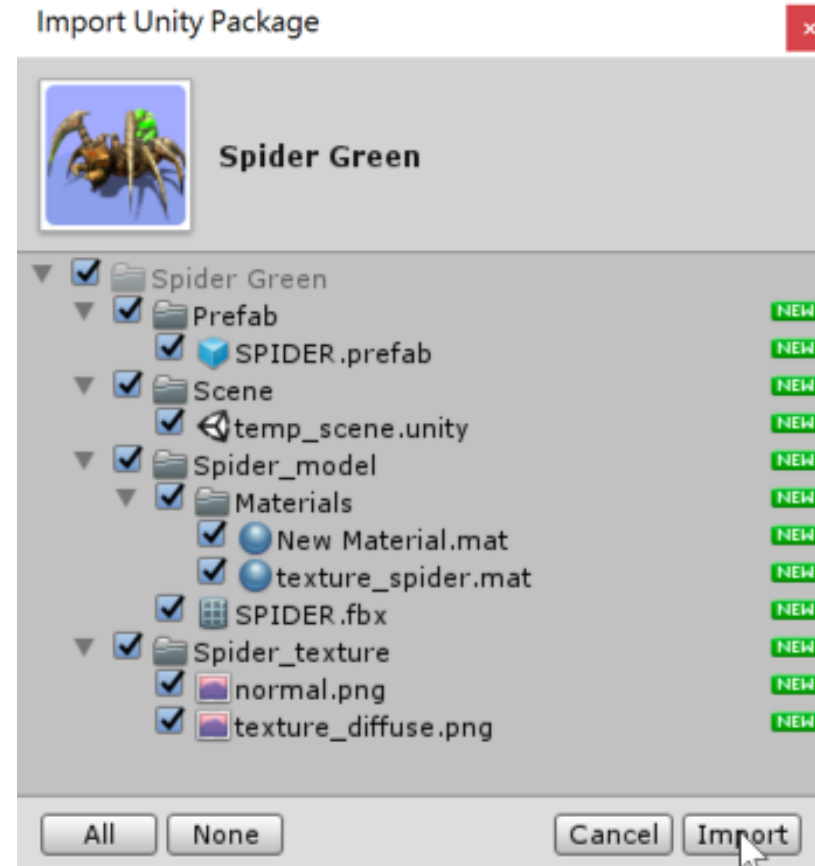 Import Unity Package
Spider Green
Spider Green
Prefab NEW
SPIDER.prefab NEW
Scene NEW
temp_scene.unity NEW
Spider_model NEW
Materials NEW
New Material.mat NEW
texture_spider.mat NEW
SPIDER.fbx NEW
Spider_texture NEW
normal.png NEW
texture_diffuse.png NEW
All None Cancel Import